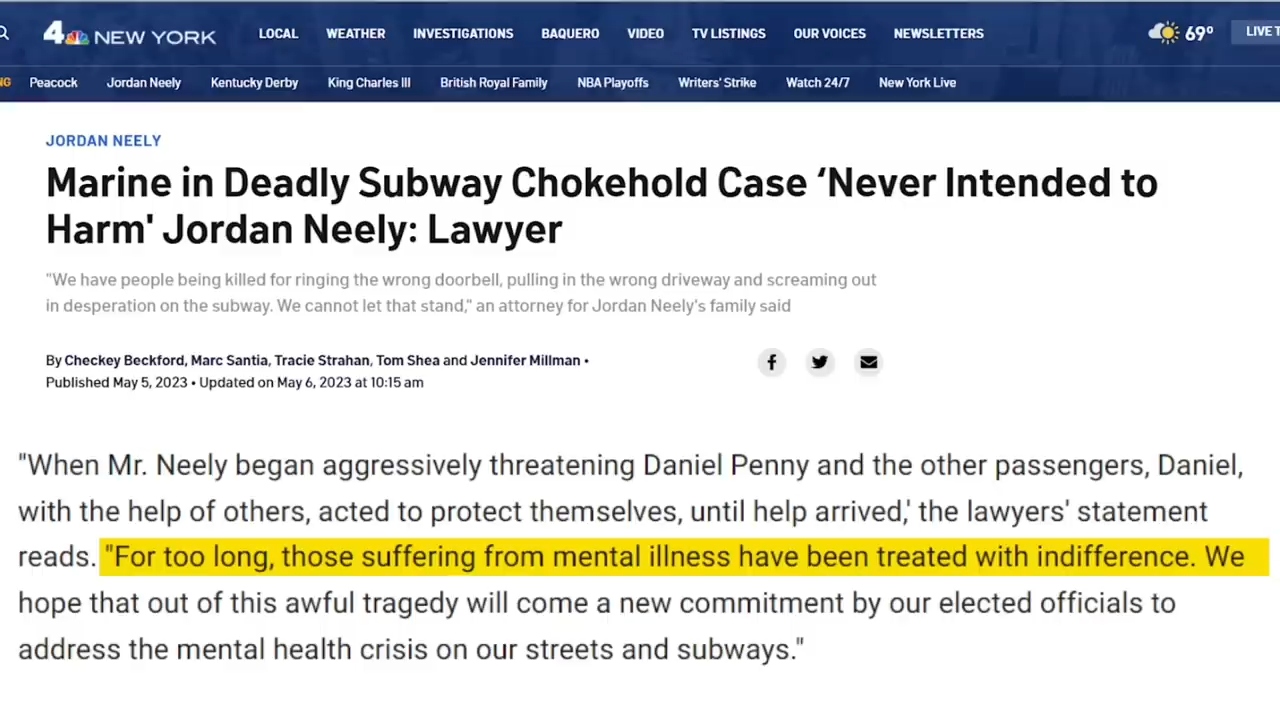 4 NEW YORK LOCAL WEATHER INVESTIGATIONS BAQUERO VIDEO TV LISTINGS OUR VOICES NEWSLETTERS 69° LIVE
Peacock Jordan Neely Kentucky Derby King Charles III British Royal Family NBA Playoffs Writers' Strike Watch 24/7 New York Live
JORDAN NEELY
Marine in Deadly Subway Chokehold Case ‘Never Intended to
Harm' Jordan Neely: Lawyer
"We have people being killed for ringing the wrong doorbell, pulling in the wrong driveway and screaming out
in desperation on the subway. We cannot let that stand," an attorney for Jordan Neely's family said
By Checkey Beckford, Marc Santia, Tracie Strahan, Tom Shea and Jennifer Millman •
Published May 5, 2023 • Updated on May 6, 2023 at 10:15 am
"When Mr. Neely began aggressively threatening Daniel Penny and the other passengers, Daniel,
with the help of others, acted to protect themselves, until help arrived,' the lawyers' statement
reads. "For too long, those suffering from mental illness have been treated with indifference. We
hope that out of this awful tragedy will come a new commitment by our elected officials to
address the mental health crisis on our streets and subways."